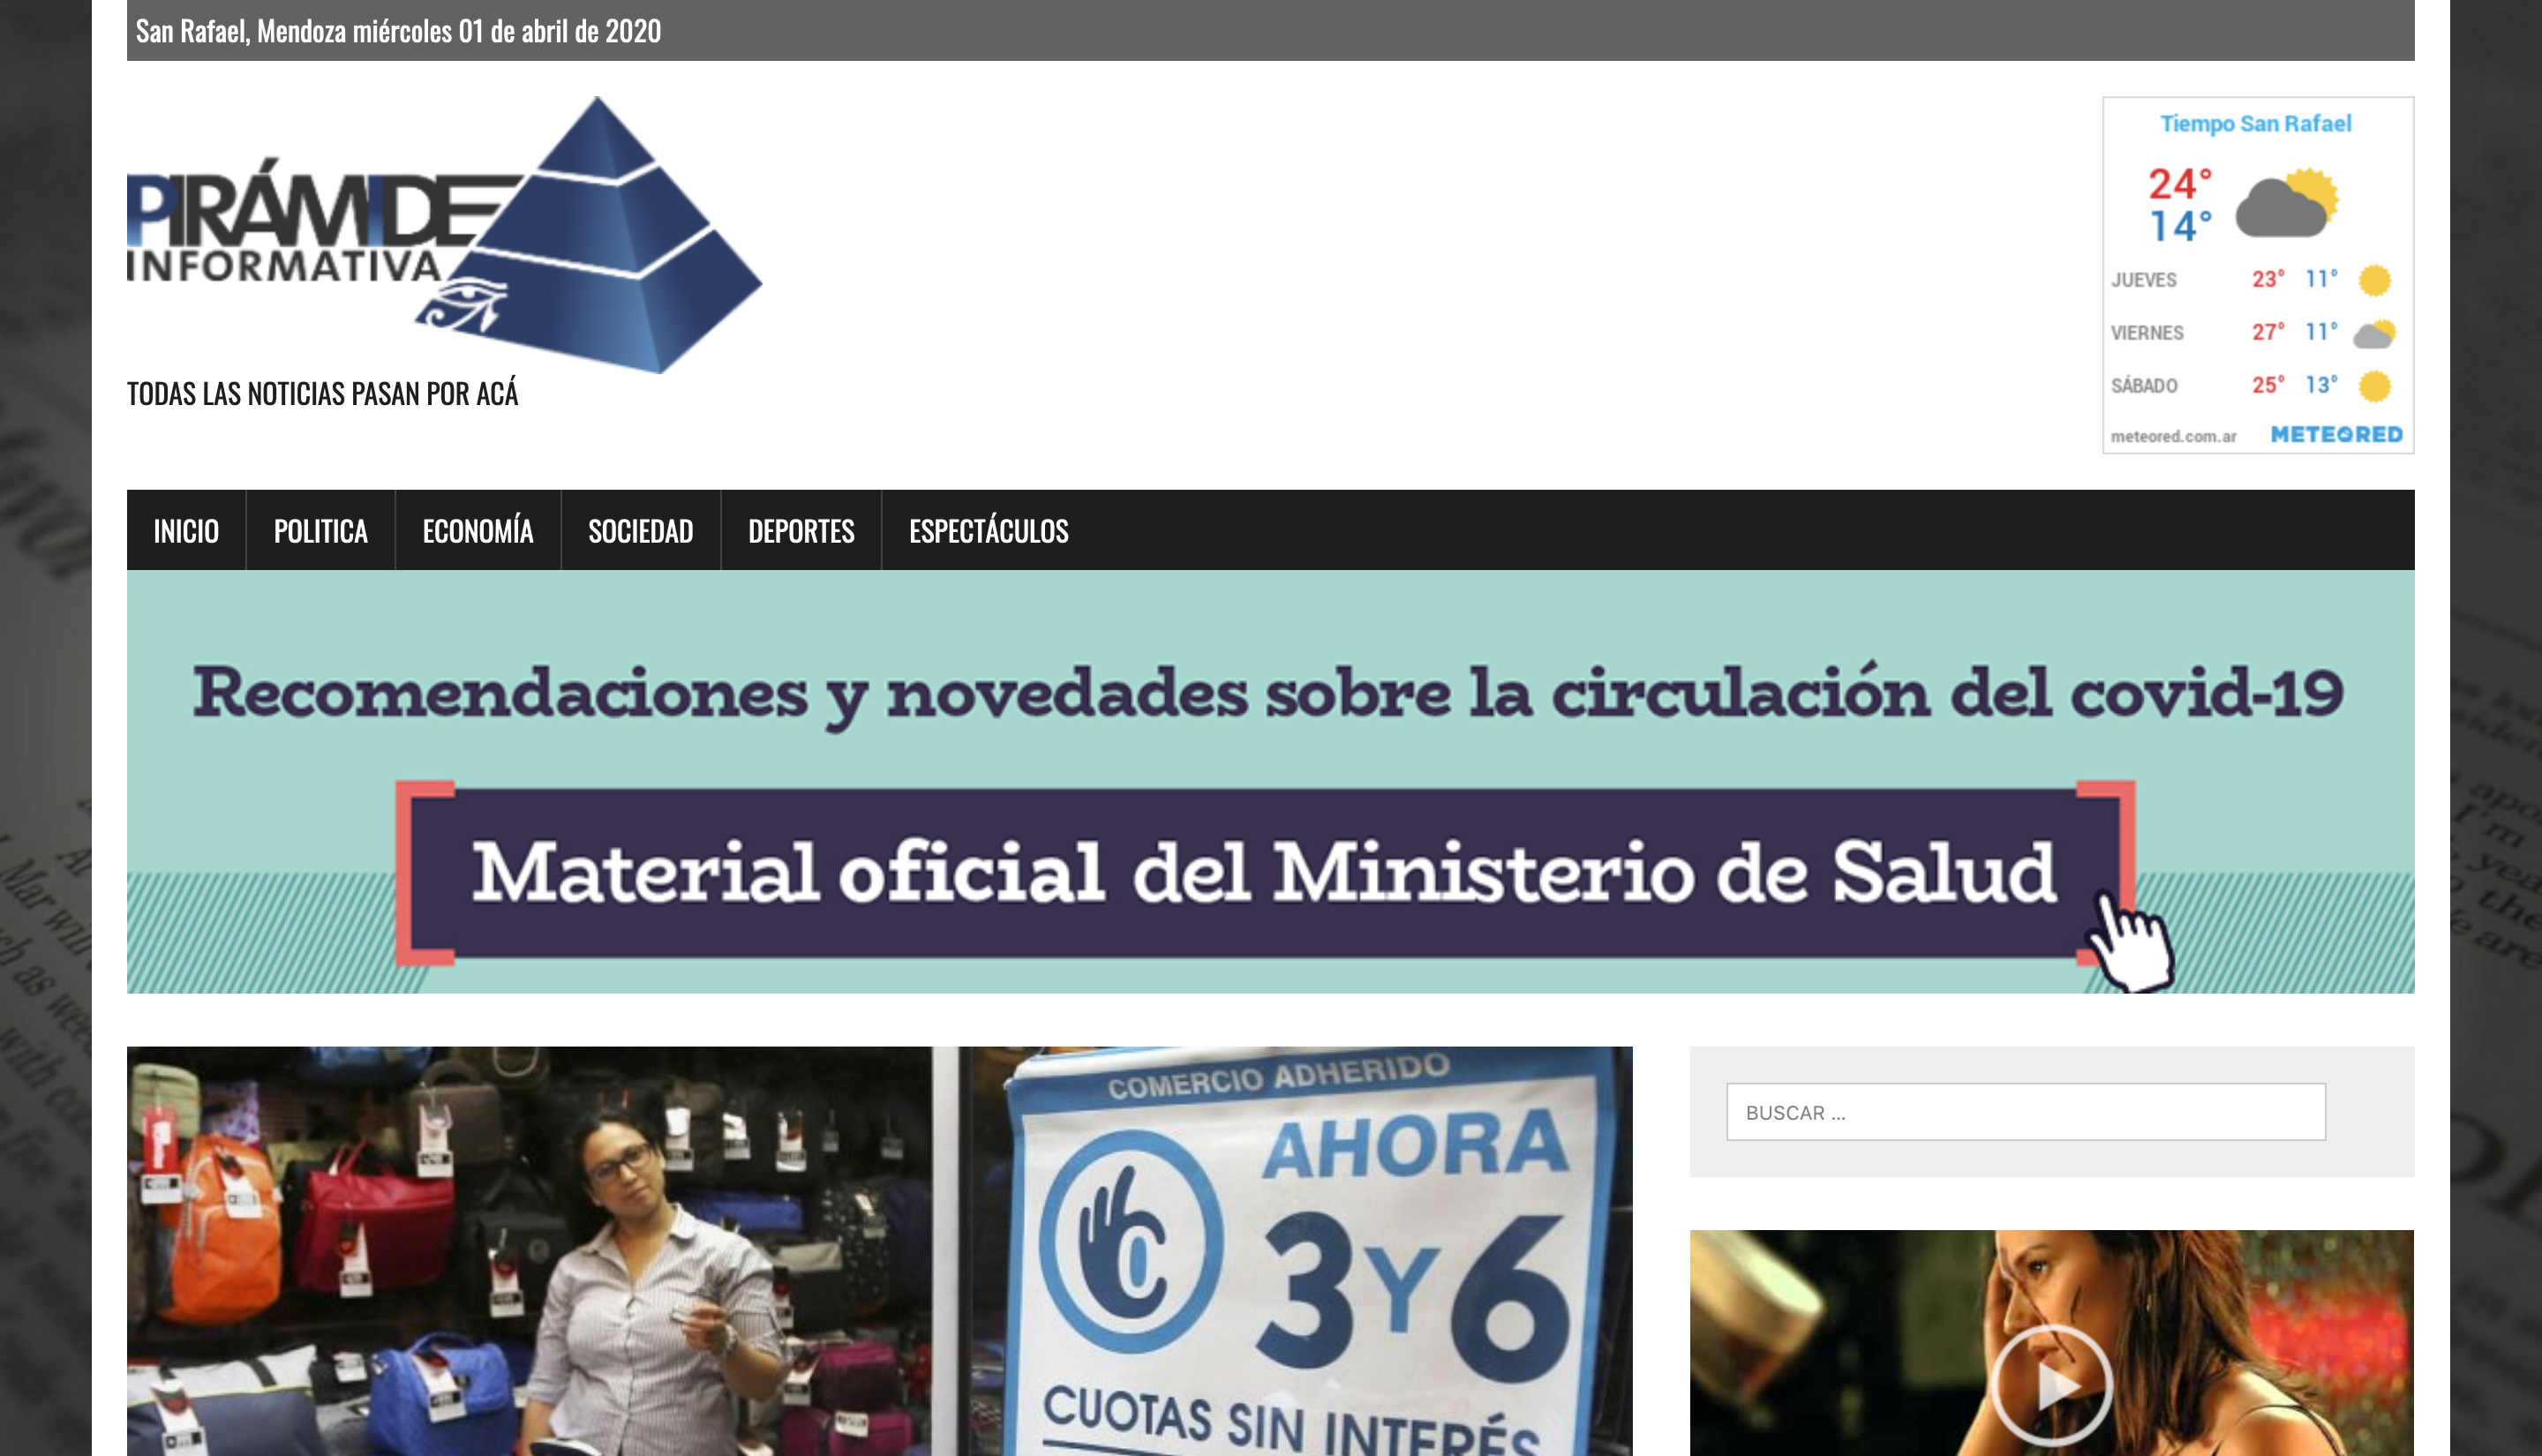 San Rafael, Mendoza miércoles 01 de abril de 2020
PIRÁMIDE
INFORMATIVA
TODAS LAS NOTICIAS PASAN POR ACÁ
Tiempo San Rafael
24°
14°
JUEVES 23° 11°
VIERNES 27° 11°
SÁBADO 25° 13°
meteored.com.ar METEORED
INICIO POLITICA ECONOMÍA SOCIEDAD DEPORTES ESPECTÁCULOS
Recomendaciones y novedades sobre la circulación del covid-19
Material oficial del Ministerio de Salud
COMERCIO ADHERIDO
AHORA
3 Y 6
CUOTAS SIN INTERÉS
BUSCAR ...